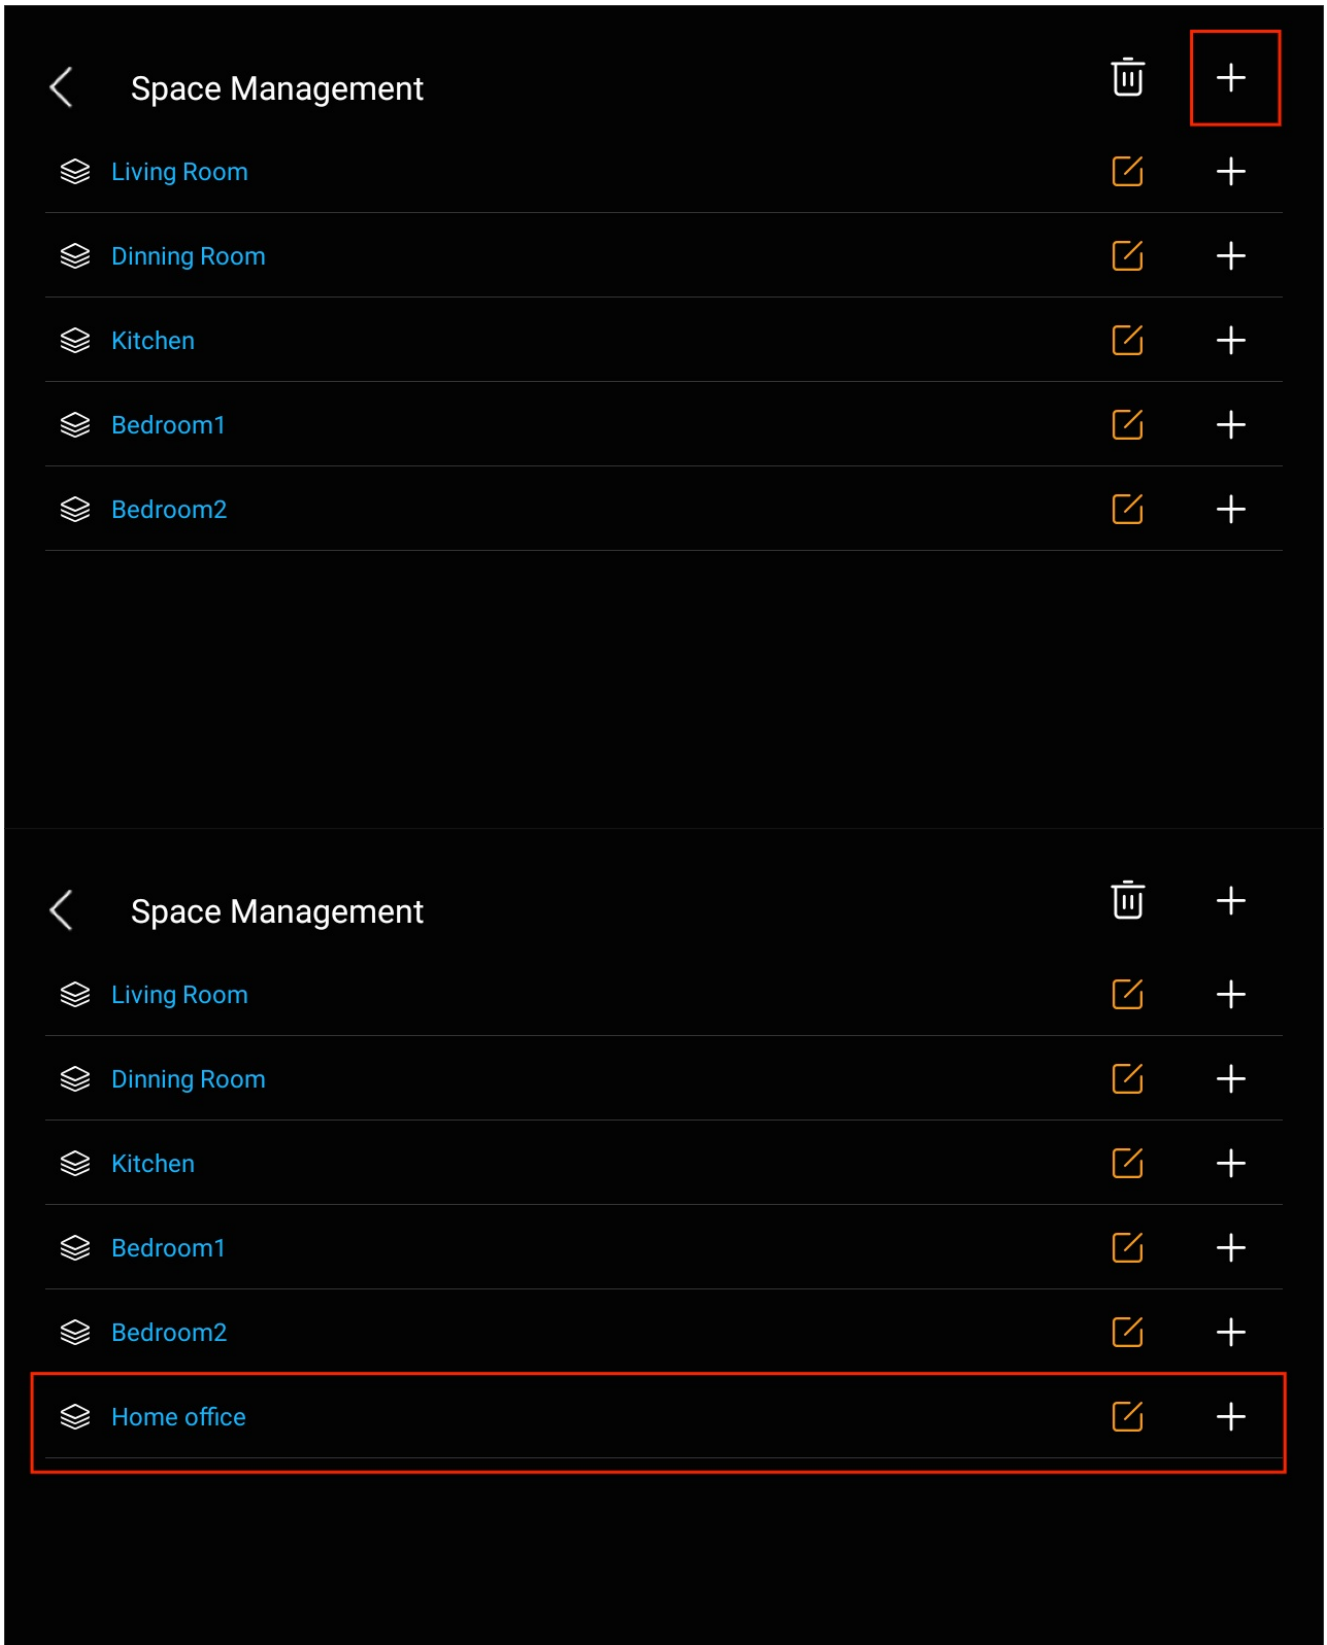 Space Management
Living Room
Dinning Room
Kitchen
Bedroom1
Bedroom2
Space Management
Living Room
Dinning Room
Kitchen
Bedroom1
Bedroom2
Home office